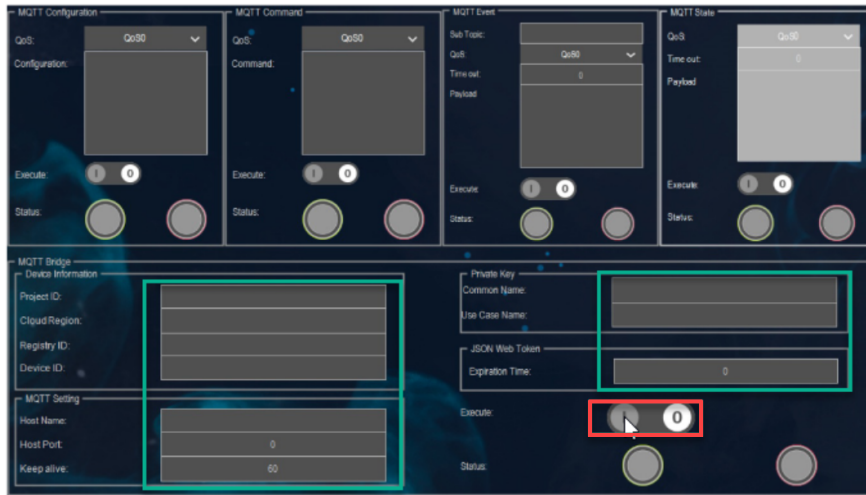 MQTT Configuration
QoS:
QoS0
Configuration:
Execute:
I
0
Status:
MQTT Command
QoS:
QoS0
Command:
Execute:
I
0
Status:
MQTT Event
Sub Topic:
QoS:
QoS0
Time out:
0
Payload
Execute
I
0
Status:
MQTT State
QoS
QoS0
Time out:
0
Payload
Execute
I
0
Status:
MQTT Bridge
Device Information
Project ID:
Cloud Region:
Registry ID:
Device ID:
MQTT Setting
Host Name:
Host Port:
0
Keep alive:
60
Private Key
Common Name:
Use Case Name:
JSON Web Token
Expiration Time:
0
Execute:
I
0
Status: